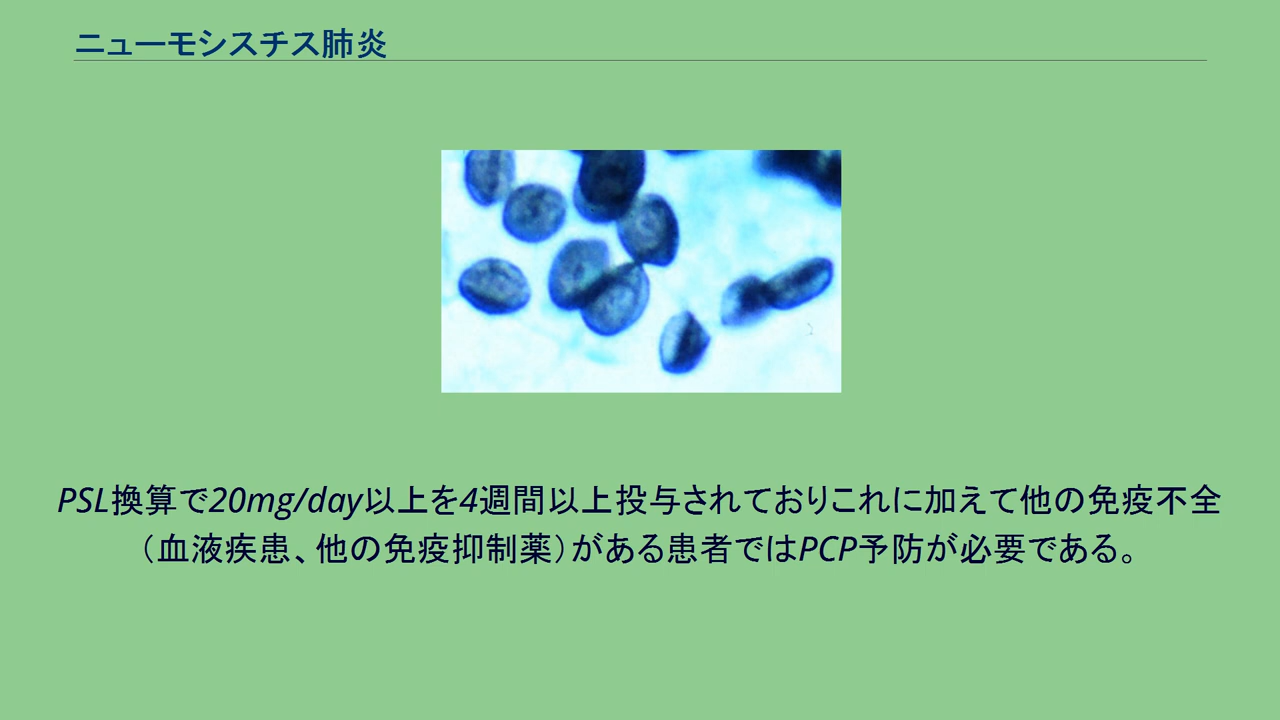 ニューモシスチス肺炎
PSL換算で20mg/day以上を4週間以上投与されておりこれに加えて他の免疫不全
（血液疾患、他の免疫抑制薬）がある患者ではPCP予防が必要である。